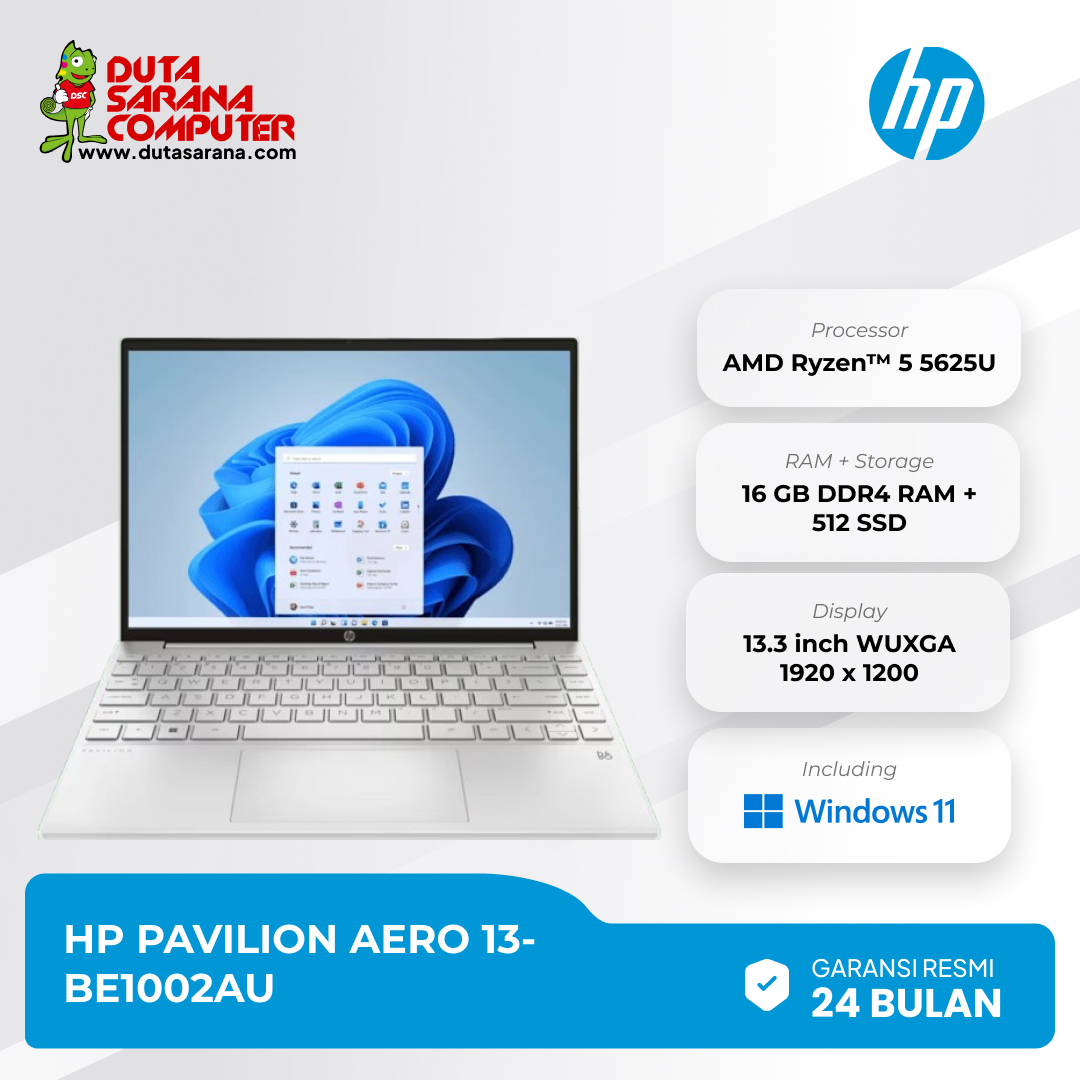 DUTA
SARANA
COMPUTER
DSC
www.dutasarana.com
hp
Processor
AMD Ryzen™ 5 5625U
RAM + Storage
16 GB DDR4 RAM +
512 SSD
Display
13.3 inch WUXGA
1920 x 1200
Including
Windows 11
hp
PAVILION
HP PAVILION AERO 13-
BE1002AU
GARANSI RESMI
24 BULAN